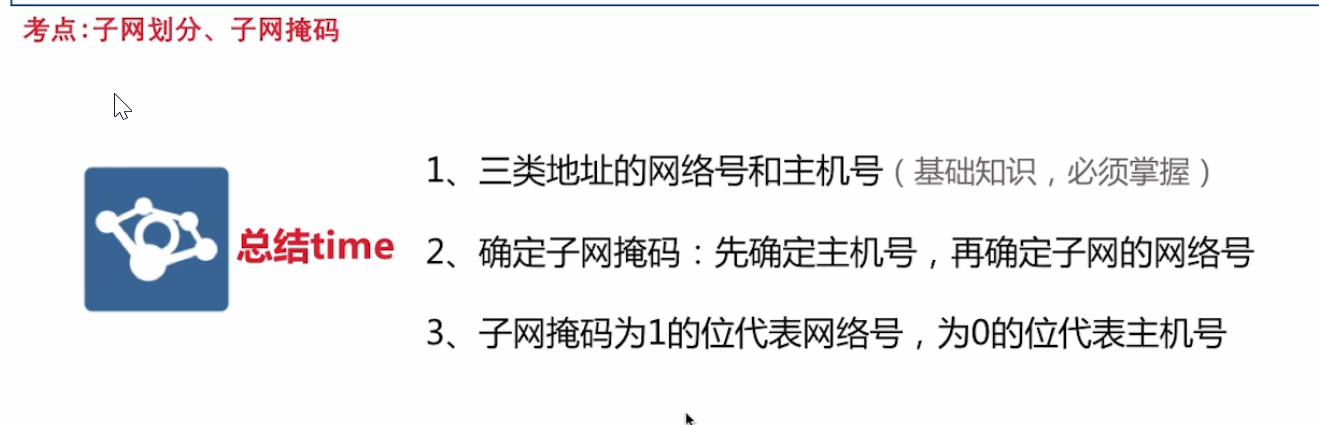 考点:子网划分、子网掩码
1、三类地址的网络号和主机号（基础知识，必须掌握）
总结time
2、确定子网掩码：先确定主机号，再确定子网的网络号
3、子网掩码为1的位代表网络号，为0的位代表主机号